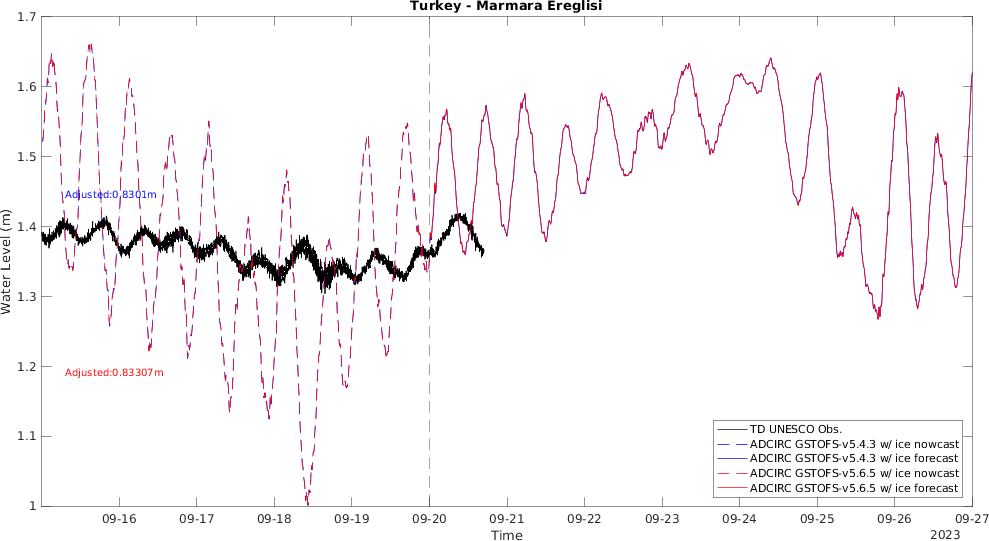 Turkey - Marmara Ereglisi
1.7
1.6
1.5
1.4
1.3
1.2
1.1
1
Water Level (m)
Adjusted:0.8301m
Adjusted:0.83307m
TD UNESCO Obs.
ADCIRC GSTOFS-v5.4.3 w/ ice nowcast
ADCIRC GSTOFS-v5.4.3 w/ ice forecast
ADCIRC GSTOFS-v5.6.5 w/ ice nowcast
ADCIRC GSTOFS-v5.6.5 w/ ice forecast
09-16 09-17 09-18 09-19 09-20 09-21 09-22 09-23 09-24 09-25 09-26 09-27
Time
2023